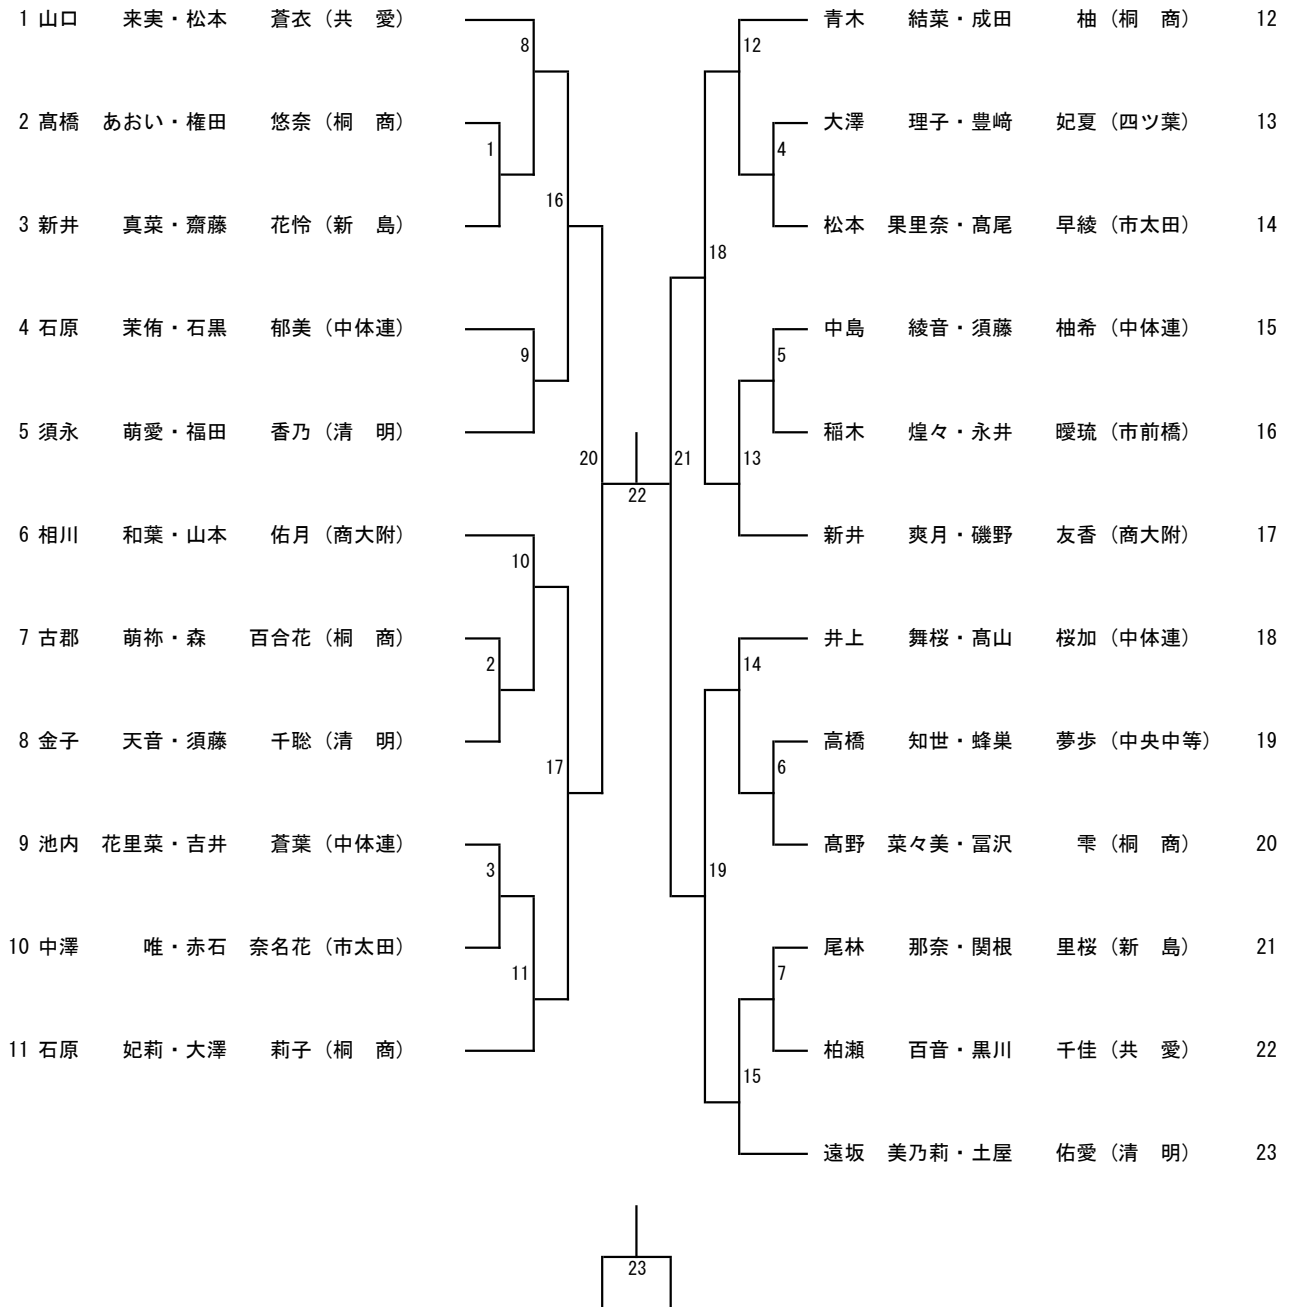 1 山口　来実・松本　蒼衣（共　愛）
2 髙橋　あおい・権田　悠奈（桐　商）
3 新井　真菜・齋藤　花怜（新　島）
4 石原　茉侑・石黒　郁美（中体連）
5 須永　萌愛・福田　香乃（清　明）
6 相川　和葉・山本　佑月（商大附）
7 古郡　萌祢・森　百合花（桐　商）
8 金子　天音・須藤　千聡（清　明）
9 池内　花里菜・吉井　蒼葉（中体連）
10 中澤　唯・赤石　奈名花（市太田）
11 石原　妃莉・大澤　莉子（桐　商）
8
1
16
9
20
10
2
17
3
11
22
21
12
4
18
5
13
14
6
19
7
15
青木　結菜・成田　柚（桐　商） 12
大澤　理子・豊﨑　妃夏（四ツ葉） 13
松本　果里奈・髙尾　早綾（市太田） 14
中島　綾音・須藤　柚希（中体連） 15
稲木　煌々・永井　曖琉（市前橋） 16
新井　爽月・磯野　友香（商大附） 17
井上　舞桜・髙山　桜加（中体連） 18
高橋　知世・蜂巣　夢歩（中央中等） 19
髙野　菜々美・冨沢　雫（桐　商） 20
尾林　那奈・関根　里桜（新　島） 21
柏瀬　百音・黒川　千佳（共　愛） 22
遠坂　美乃莉・土屋　佑愛（清　明） 23
23